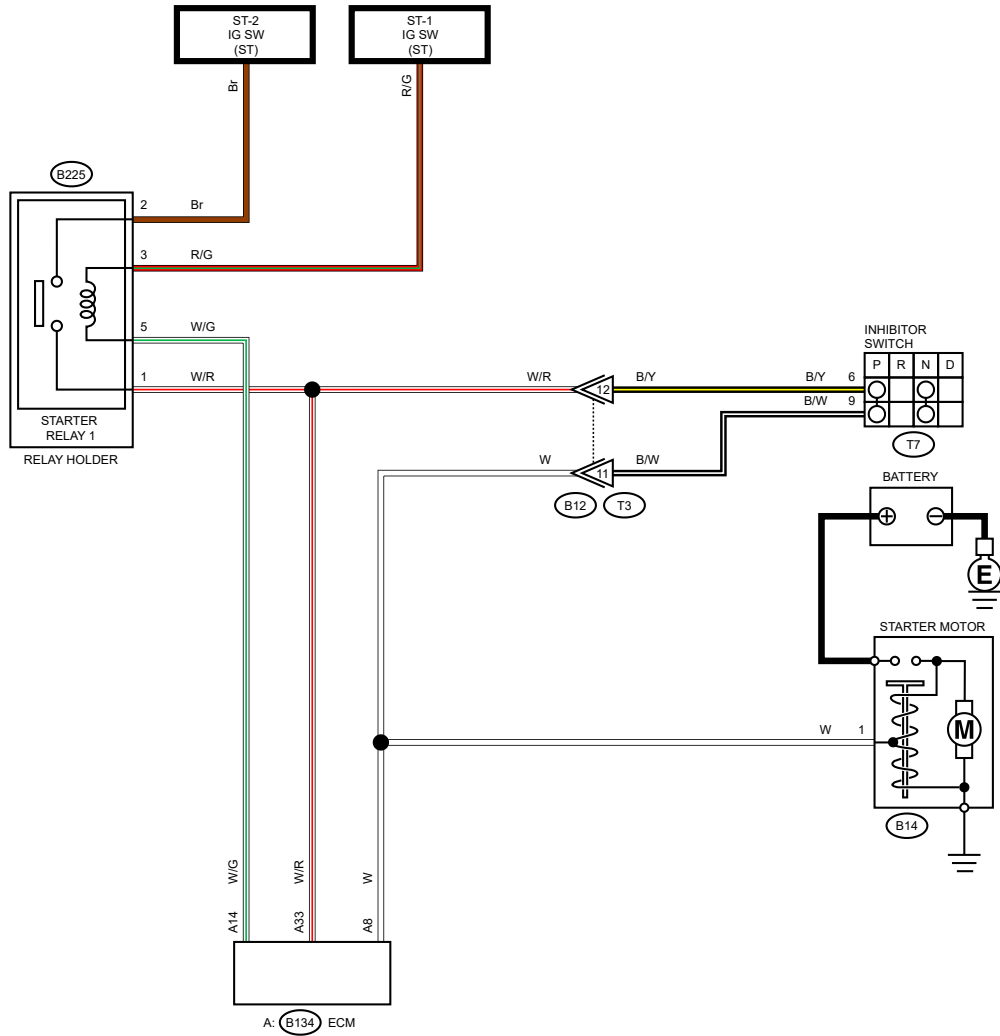 ST-2
IG SW
(ST)
ST-1
IG SW
(ST)
Br
R/G
B225
2 Br
3 R/G
5 W/G
1 W/R
W/R
12
B/Y
B/Y 6
B/W 9
INHIBITOR
SWITCH
P R N D
T7
STARTER
RELAY 1
RELAY HOLDER
W
11
B/W
B12
T3
BATTERY
+ −
E
STARTER MOTOR
W 1
M
B14
W/G
W/R
W
A14
A33
A8
A: B134 ECM